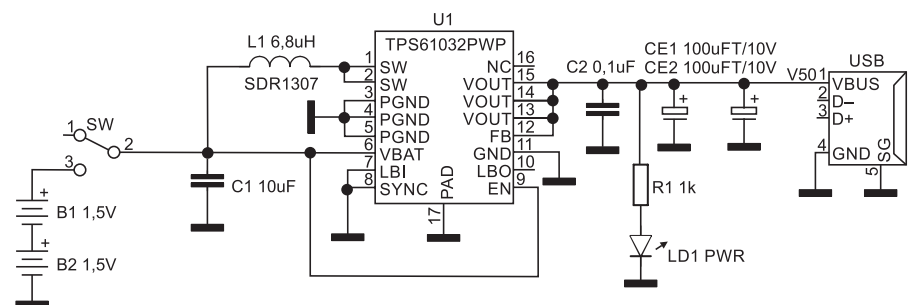 U1
TPS61032PWP
L1 6,8uH
SDR1307
1 SW
2 SW
3 PGND
4 PGND
5 PGND
6 VBAT
7 LBI
8 SYNC
PAD
17
NC 16
VOUT 15
VOUT 14
VOUT 13
FB 12
GND 11
LBO 10
EN 9
SW
1
2
3
C1 10uF
B1 1,5V
B2 1,5V
+
+
C2 0,1uF
CE1 100uFT/10V
CE2 100uFT/10V
+
+
R1 1k
LD1 PWR
USB
V50 1 VBUS
2 D–
3 D+
4 GND
5 SG